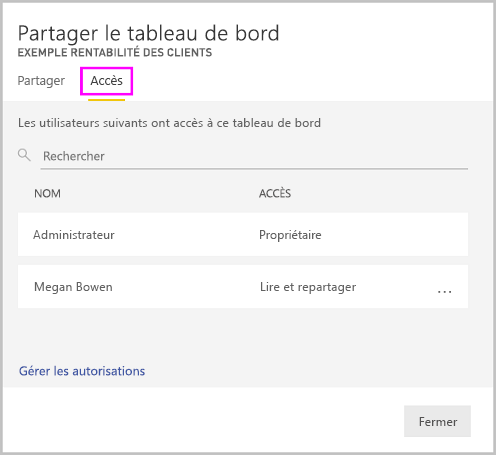 Partager le tableau de bord
EXEMPLE RENTABILITÉ DES CLIENTS
Partager Accès
Les utilisateurs suivants ont accès à ce tableau de bord
Rechercher
NOM ACCÈS
Administrateur Propriétaire
Megan Bowen Lire et repartager ...
Gérer les autorisations
Fermer